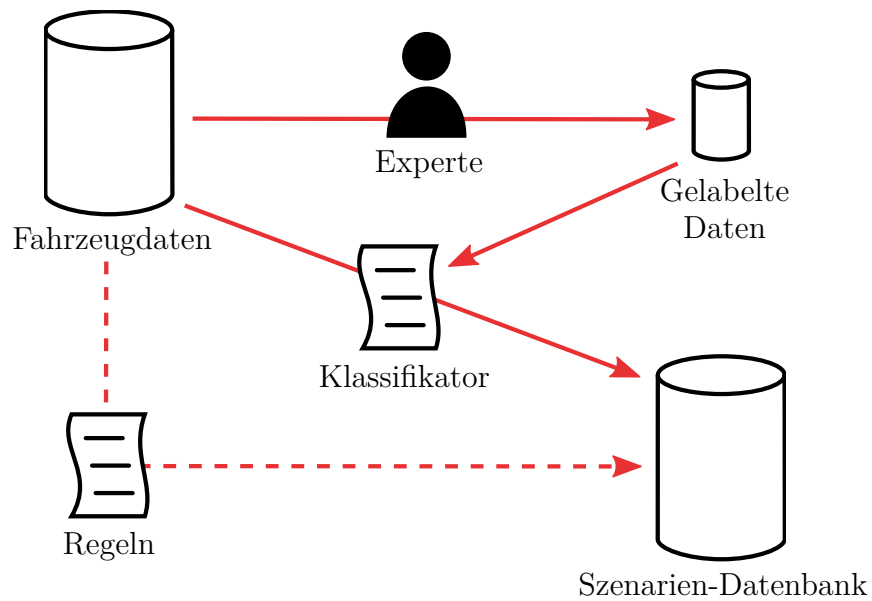 Experte
Gelabelte
Daten
Fahrzeugdaten
Klassifikator
Regeln
Szenarien-Datenbank